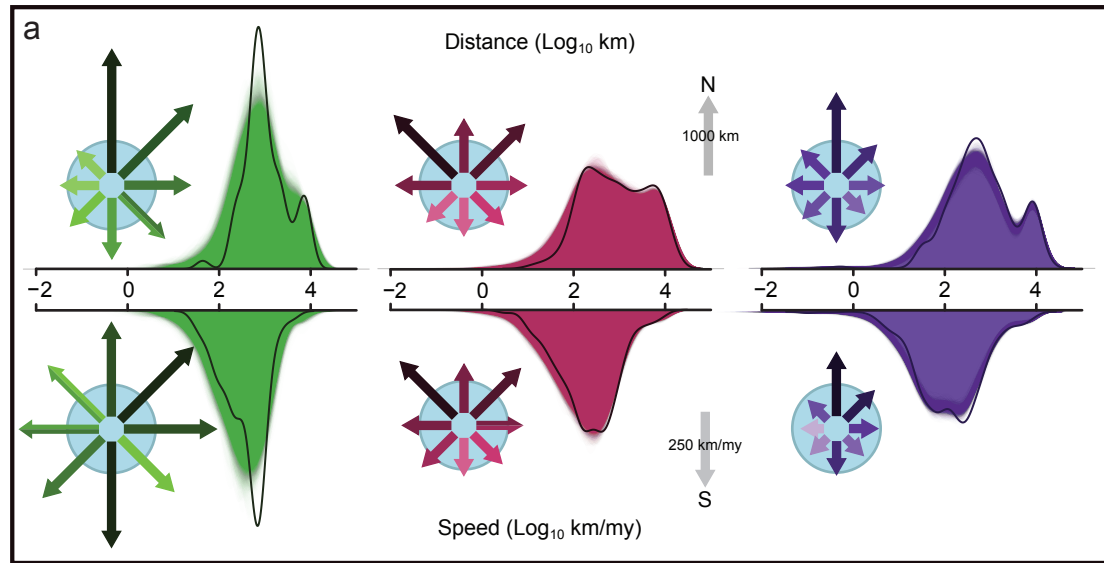 a
Distance (Log₁₀ km)
N
1000 km
−2 0 2 4 −2 0 2 4 −2 0 2 4
250 km/my
S
Speed (Log₁₀ km/my)